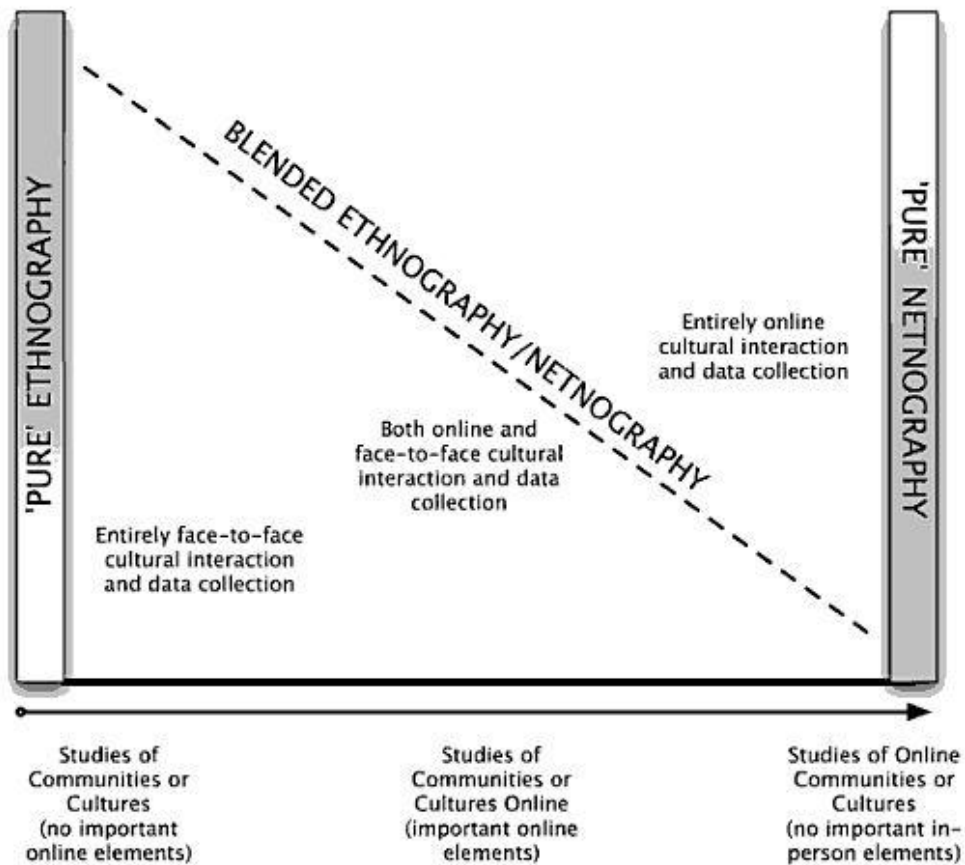 'PURE' ETHNOGRAPHY
BLENDED ETHNOGRAPHY/NETNOGRAPHY
'PURE' NETNOGRAPHY
Entirely online
cultural interaction
and data collection
Both online and
face-to-face cultural
interaction and data
collection
Entirely face-to-face
cultural interaction
and data collection
Studies of
Communities or
Cultures
(no important
online elements)
Studies of
Communities or
Cultures Online
(important online
elements)
Studies of Online
Communities or
Cultures
(no important in-
person elements)